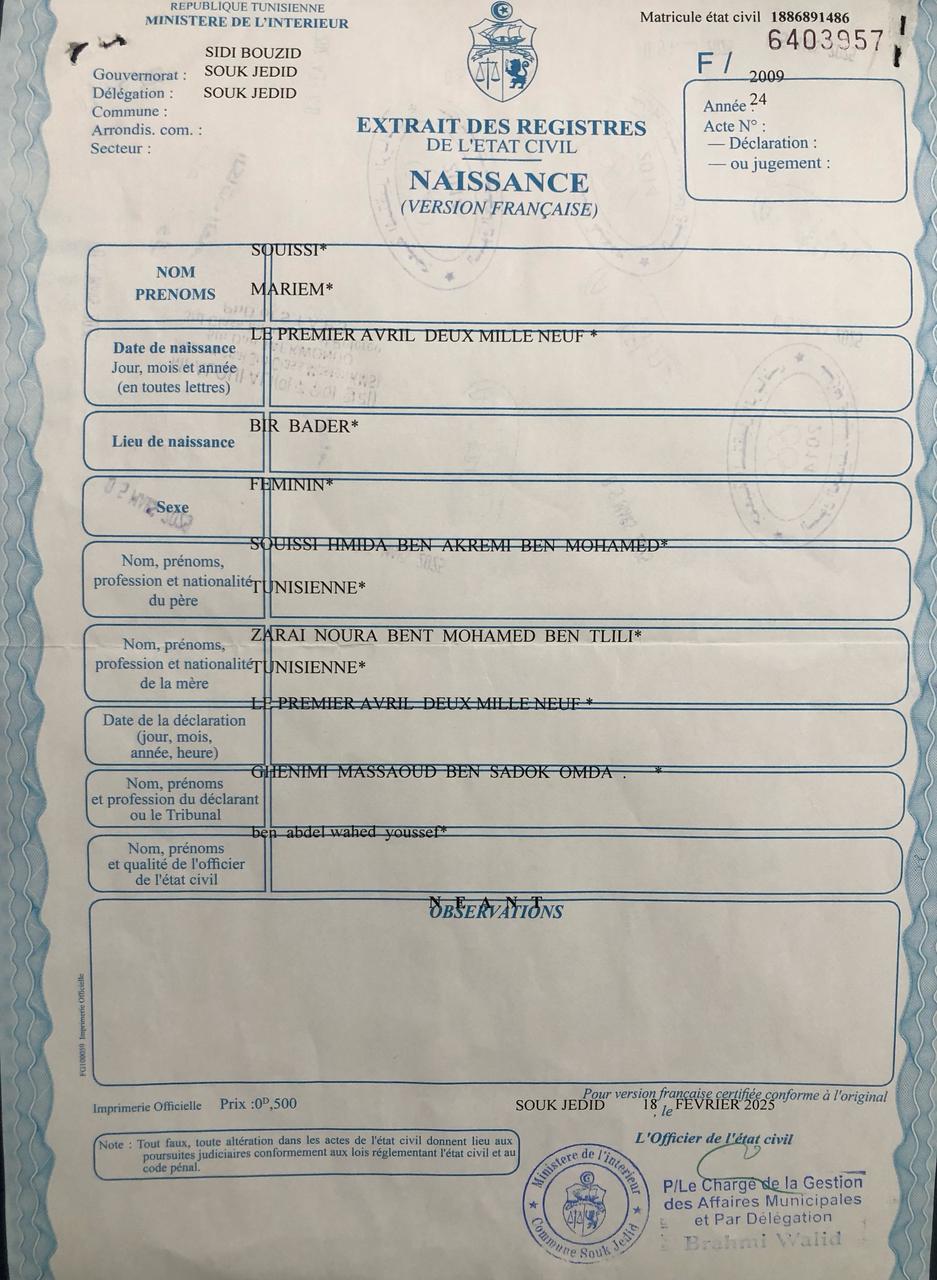 REPUBLIQUE TUNISIENNE
MINISTERE DE L'INTERIEUR
Matricule état civil 1886891486
6403957
F /
SIDI BOUZID
Gouvernorat : SOUK JEDID
Délégation : SOUK JEDID
Commune :
Arrondis. com. :
Secteur :
2009
Année : 24
Acte N° :
— Déclaration :
— ou jugement :
EXTRAIT DES REGISTRES
DE L'ETAT CIVIL
NAISSANCE
(VERSION FRANÇAISE)
SOUISSI*
NOM
PRENOMS
MARIEM*
LE PREMIER AVRIL DEUX MILLE NEUF *
Date de naissance
Jour, mois et année
(en toutes lettres)
BIR BADER*
Lieu de naissance
FEMININ*
Sexe
SOUISSI HMIDA BEN AKREMI BEN MOHAMED*
Nom, prénoms,
profession et nationalité
du père
TUNISIENNE*
ZARAI NOURA BENT MOHAMED BEN TLILI*
Nom, prénoms,
profession et nationalité
de la mère
TUNISIENNE*
LE PREMIER AVRIL DEUX MILLE NEUF *
Date de la déclaration
(jour, mois,
année, heure)
GHENIMI MASSAOUD BEN SADOK OMDA . *
Nom, prénoms
et profession du déclarant
ou le Tribunal
ben abdel wahed youssef*
Nom, prénoms
et qualité de l'officier
de l'état civil
N E A N T
OBSERVATIONS
FG100059 Imprimerie Officielle
Imprimerie Officielle Prix :0ᴰ,500
Pour version française certifiée conforme à l'original
SOUK JEDID 18 , le FEVRIER 2025
Note : Tout faux, toute altération dans les actes de l'état civil donnent lieu aux
poursuites judiciaires conformement aux lois réglementant l'état civil et au
code pénal.
L'Officier de l'état civil
Ministere de l'interieur
Commune Souk Jedid
P/Le Chargé de la Gestion
des Affaires Municipales
et Par Délégation
Brahmi Walid